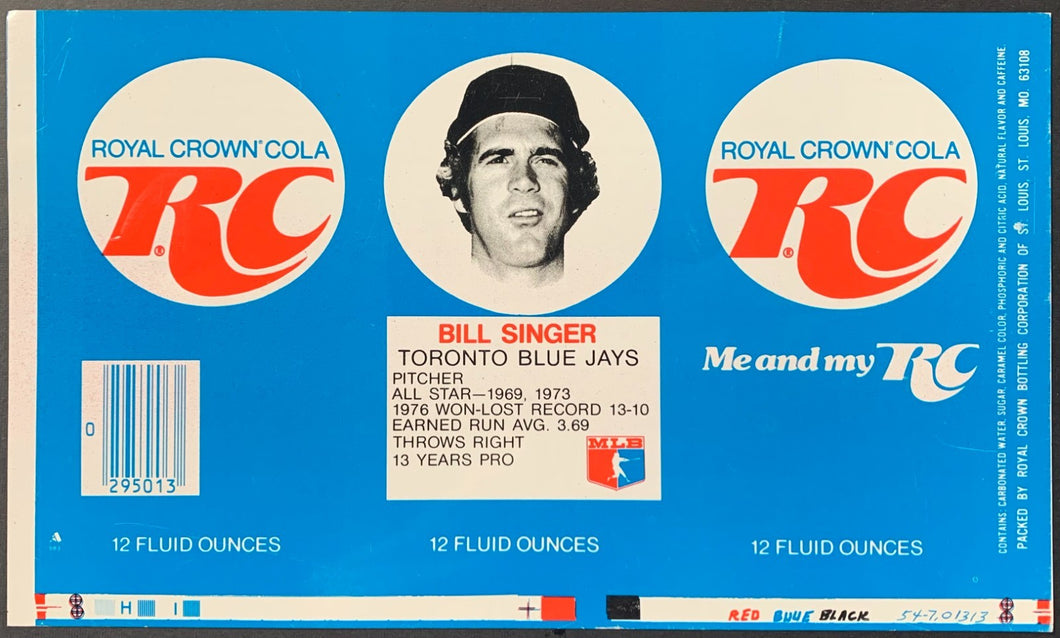 ROYAL CROWN® COLA
RC®
0
295013
12 FLUID OUNCES
BILL SINGER
TORONTO BLUE JAYS
PITCHER
ALL STAR—1969, 1973
1976 WON-LOST RECORD 13-10
EARNED RUN AVG. 3.69
THROWS RIGHT
13 YEARS PRO
MLB
12 FLUID OUNCES
ROYAL CROWN® COLA
RC®
Me and my RC
12 FLUID OUNCES
CONTAINS: CARBONATED WATER, SUGAR, CARAMEL COLOR, PHOSPHORIC AND CITRIC ACID, NATURAL FLAVOR AND CAFFEINE.
PACKED BY ROYAL CROWN BOTTLING CORPORATION OF ST. LOUIS, ST. LOUIS, MO. 63108
H I
RED BLUE BLACK 54-7,01313